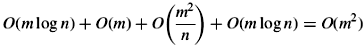 O(m log n) + O(m) + O(m²/n) + O(m log n) = O(m²)